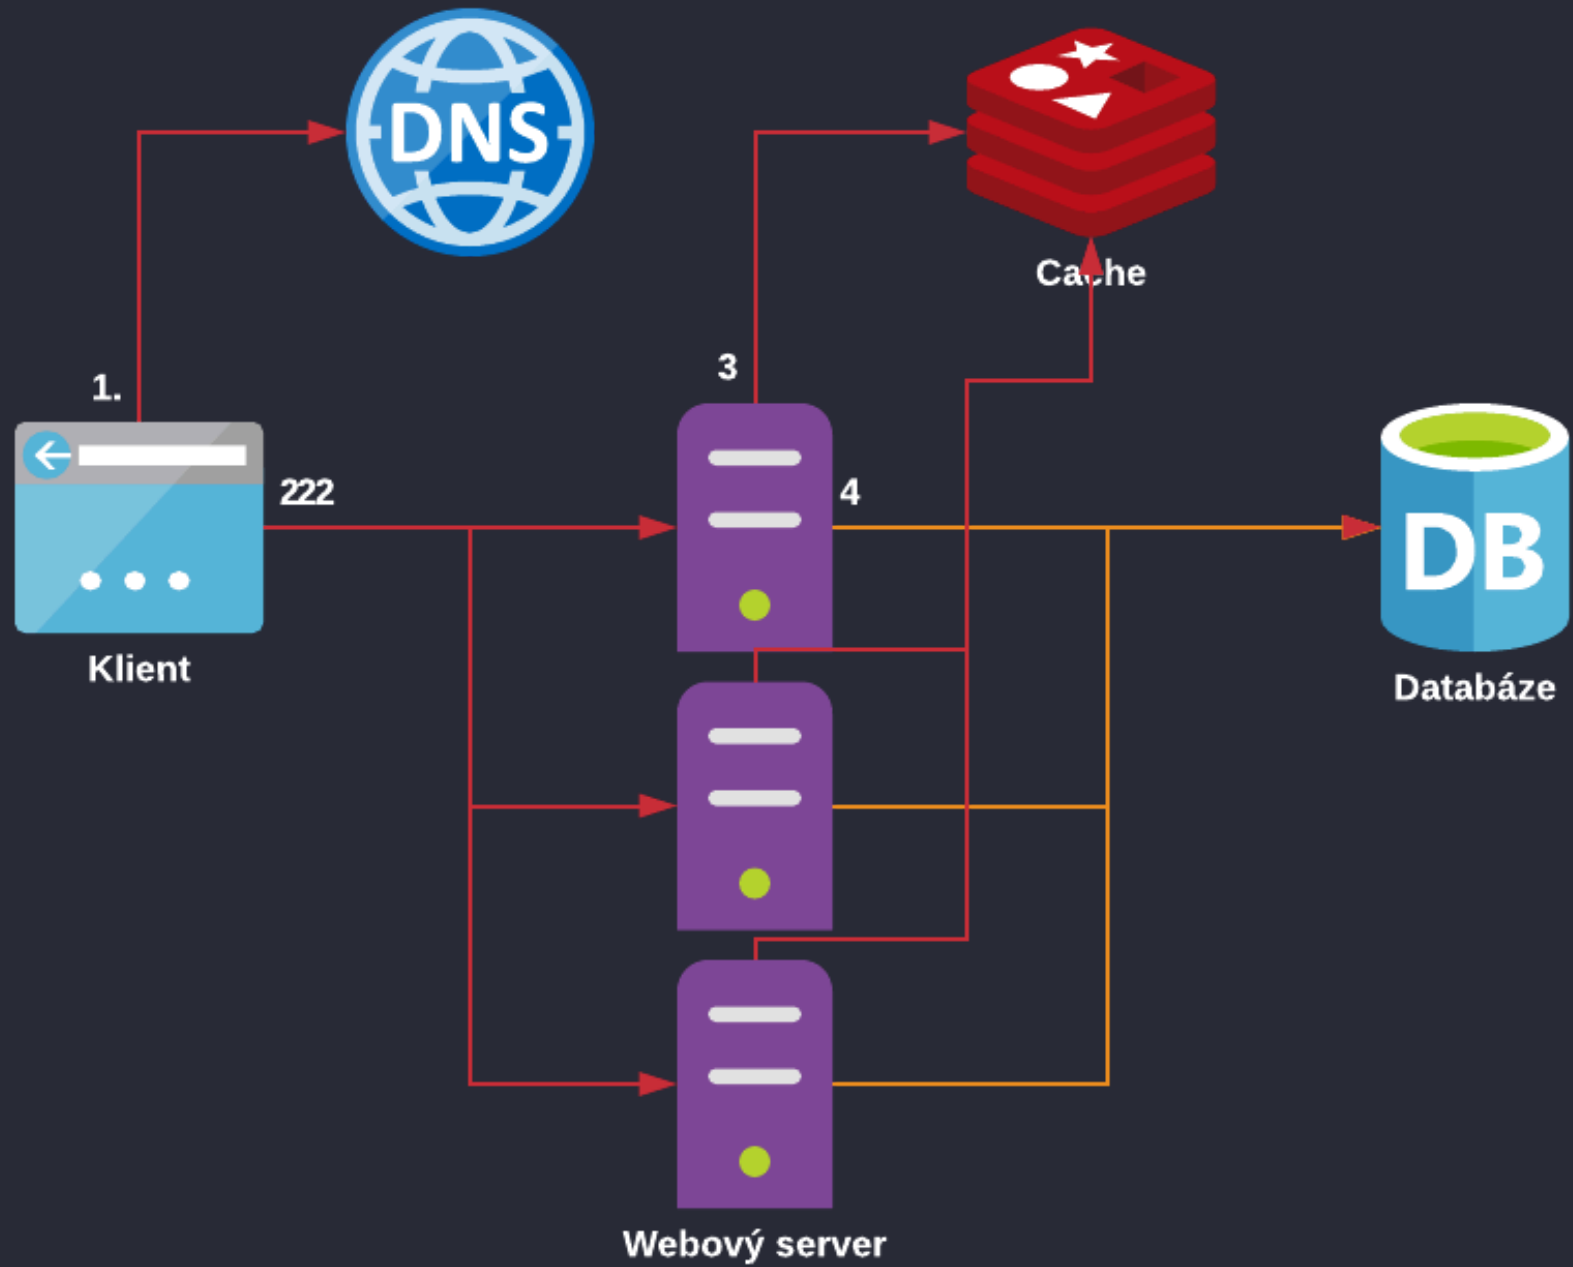 DNS
Cache
1.
3
222
4
DB
Klient
Databáze
Webový server